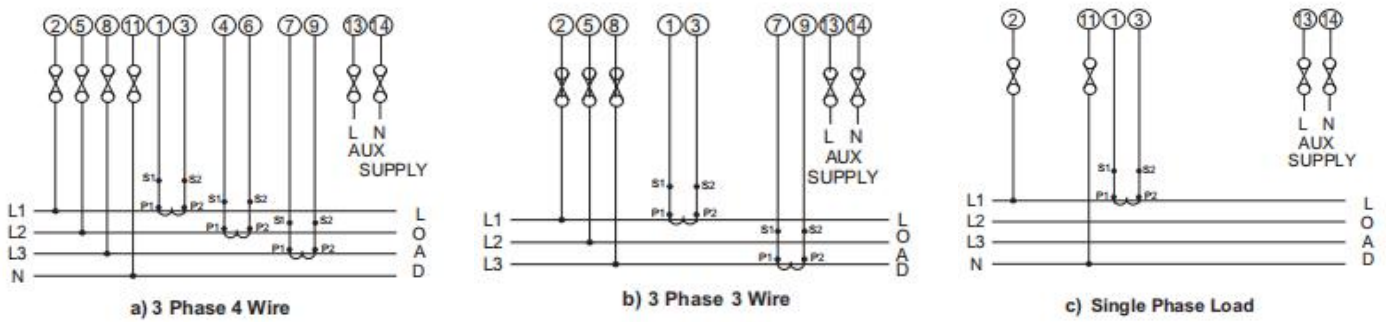 2 5 8 11 1 3 4 6 7 9 13 14
L N
AUX
SUPPLY
S1 S2
S1 S2
L1 P1 P2 S1 S2 L
L2 P1 P2 O
L3 P1 P2 A
N D
a) 3 Phase 4 Wire
2 5 8 1 3 7 9 13 14
L N
AUX
SUPPLY
S1 S2
L1 P1 P2 L
L2 S1 S2 O
L3 P1 P2 A
D
b) 3 Phase 3 Wire
2 11 1 3 13 14
L N
AUX
SUPPLY
S1 S2
L1 P1 P2 L
L2 O
L3 A
N D
c) Single Phase Load